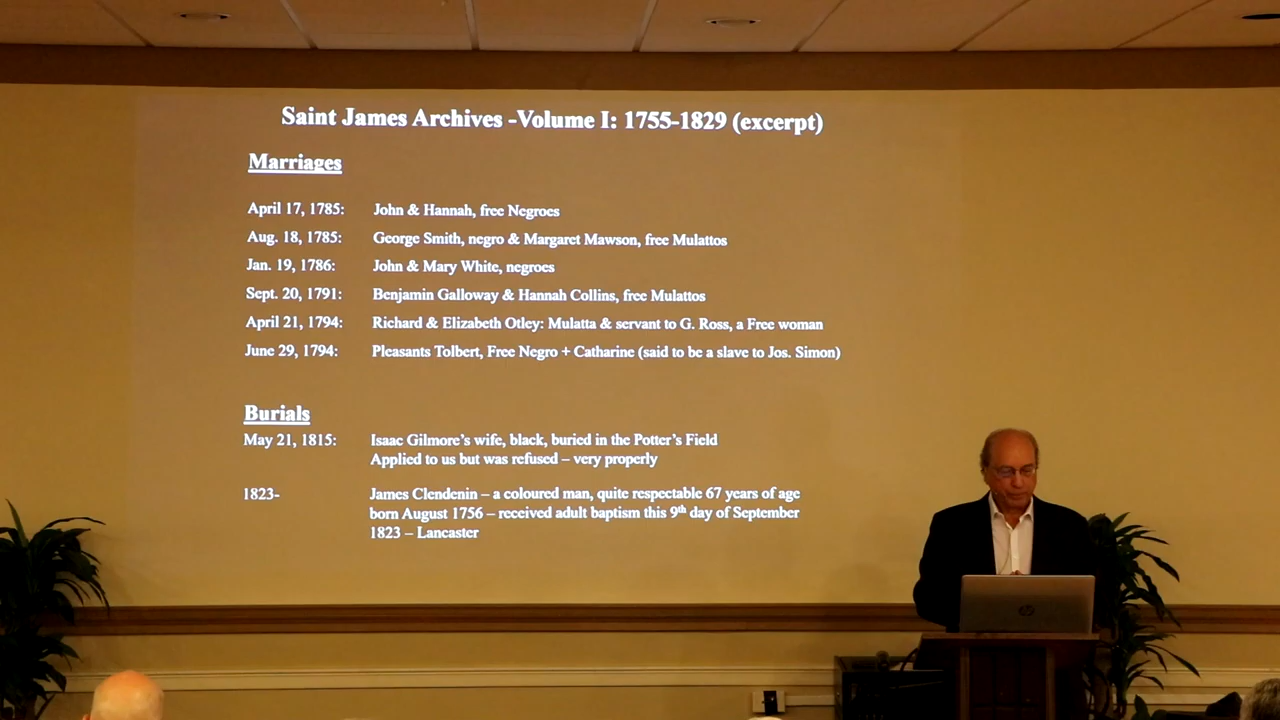 Saint James Archives -Volume I: 1755-1829 (excerpt)
Marriages
April 17, 1785: John & Hannah, free Negroes
Aug. 18, 1785: George Smith, negro & Margaret Mawson, free Mulattos
Jan. 19, 1786: John & Mary White, negroes
Sept. 20, 1791: Benjamin Galloway & Hannah Collins, free Mulattos
April 21, 1794: Richard & Elizabeth Otley: Mulatta & servant to G. Ross, a Free woman
June 29, 1794: Pleasants Tolbert, Free Negro + Catharine (said to be a slave to Jos. Simon)
Burials
May 21, 1815: Isaac Gilmore’s wife, black, buried in the Potter’s Field
Applied to us but was refused – very properly
1823- James Clendenin – a coloured man, quite respectable 67 years of age
born August 1756 – received adult baptism this 9th day of September
1823 – Lancaster
hp